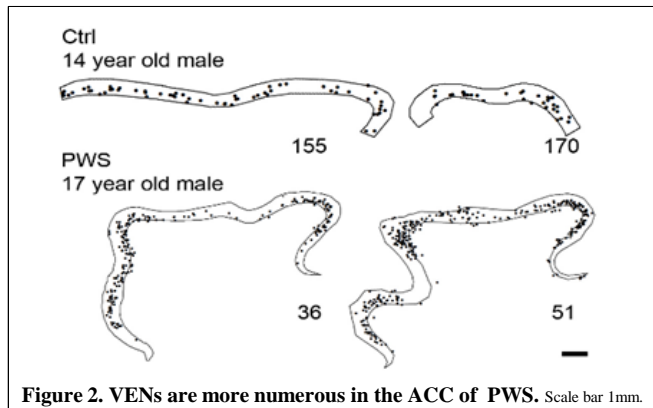 Ctrl
14 year old male
155
170
PWS
17 year old male
36
51
Figure 2. VENs are more numerous in the ACC of PWS. Scale bar 1mm.